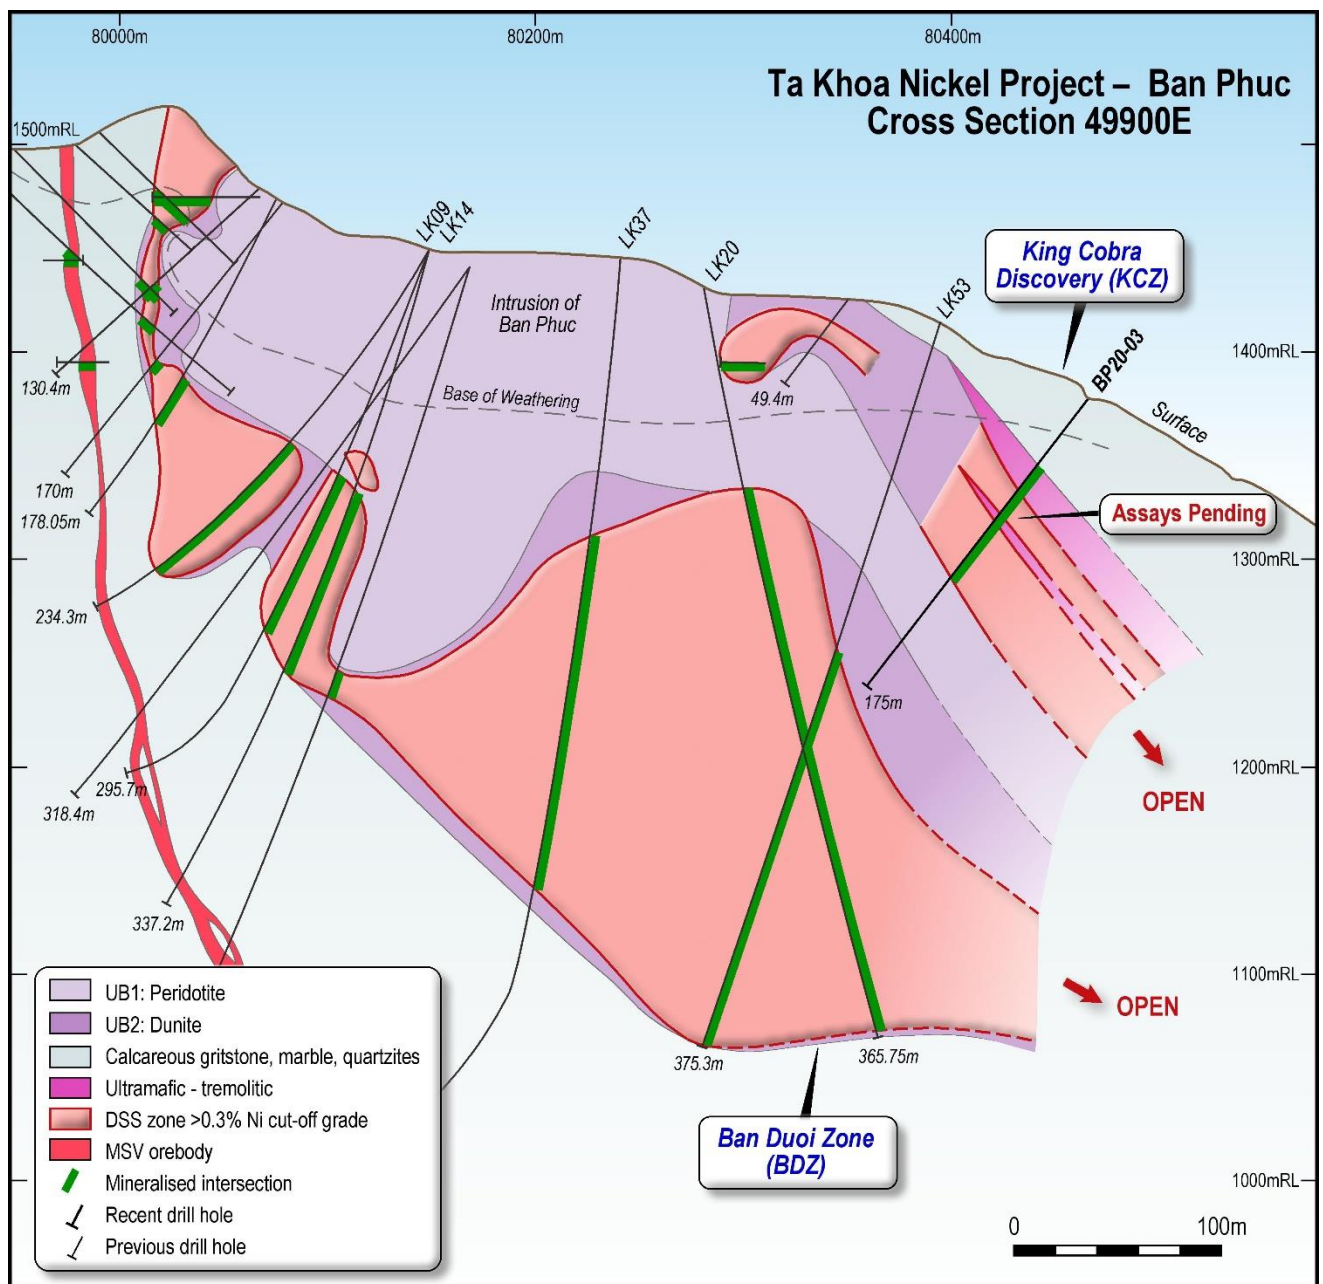 80000m
80200m
80400m
Ta Khoa Nickel Project – Ban Phuc
Cross Section 49900E
1500mRL
LK09
LK14
LK37
LK20
LK53
King Cobra
Discovery (KCZ)
BP20-03
Intrusion of
Ban Phuc
1400mRL
130.4m
49.4m
Base of Weathering
Surface
170m
178.05m
Assays Pending
1300mRL
234.3m
175m
1200mRL
295.7m
318.4m
OPEN
337.2m
1100mRL
OPEN
375.3m
365.75m
Ban Duoi Zone
(BDZ)
1000mRL
UB1: Peridotite
UB2: Dunite
Calcareous gritstone, marble, quartzites
Ultramafic - tremolitic
DSS zone >0.3% Ni cut-off grade
MSV orebody
Mineralised intersection
Recent drill hole
Previous drill hole
0 100m